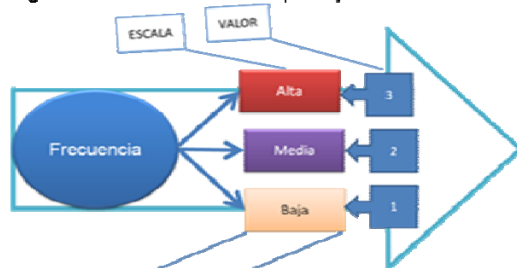 ESCALA
VALOR
Alta
3
Frecuencia
Media
2
Baja
1